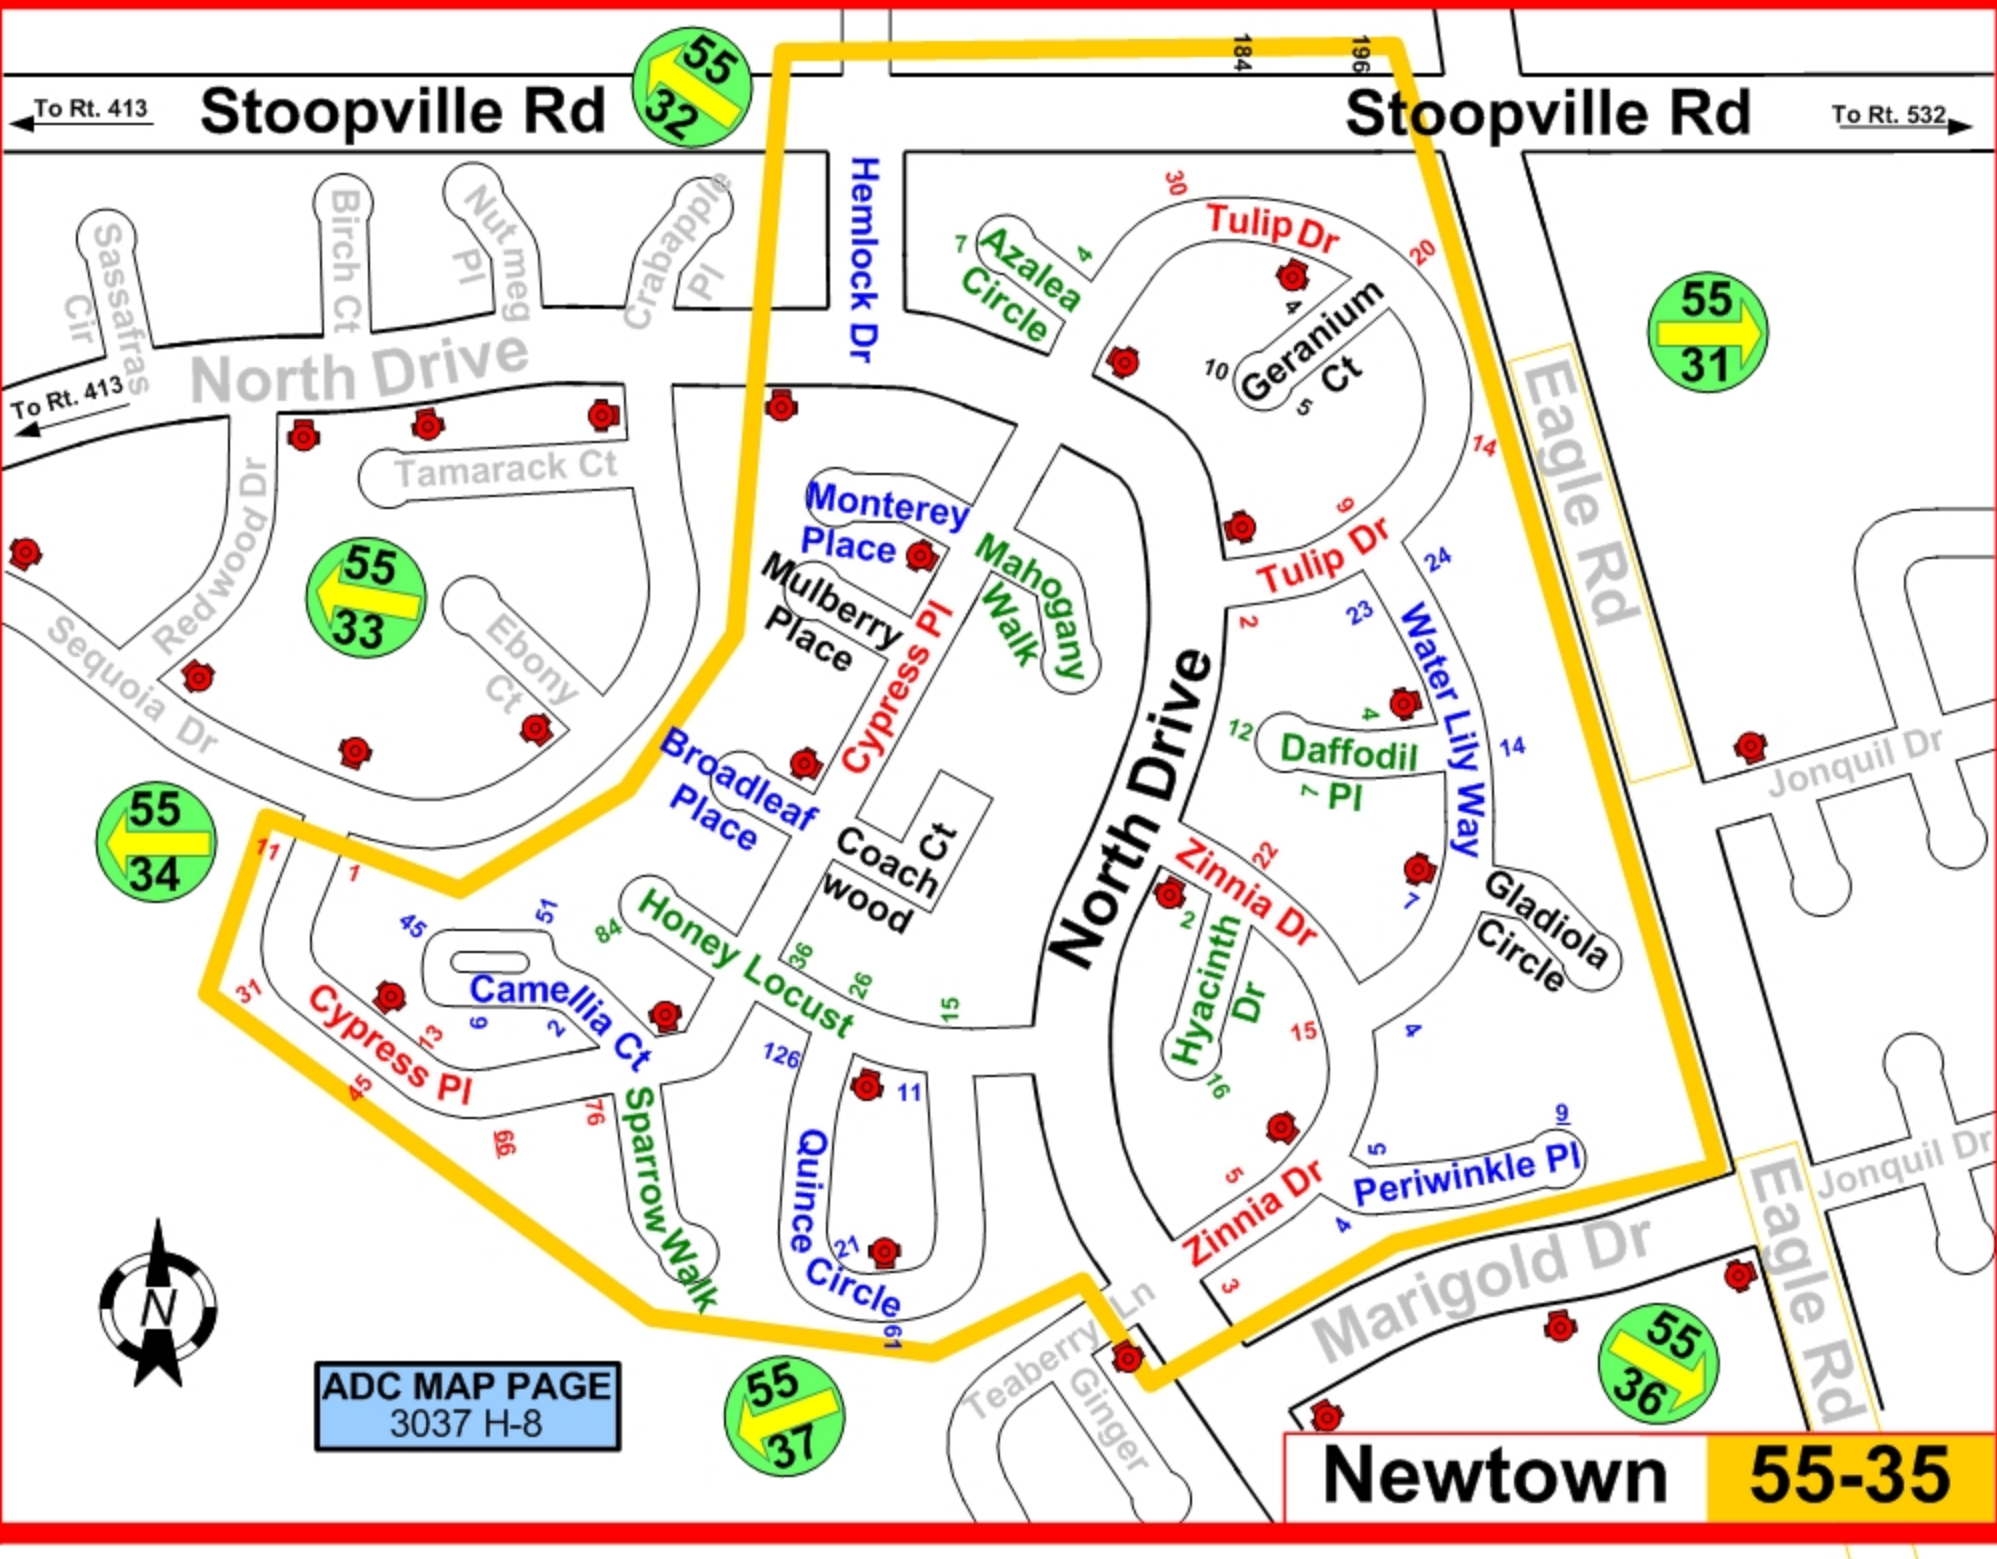 184
196
55
32
To Rt. 413
Stoopville Rd
Stoopville Rd
To Rt. 532
Hemlock Dr
Sassafras
Cir
Birch Ct
Nutmeg
Pl
Crabapple
Pl
North Drive
To Rt. 413
30
Tulip Dr
20
7
Azalea
Circle
4
4
Geranium
Ct
10
5
14
9
Tulip Dr
2
55
31
Eagle Rd
Redwood Dr
Tamarack Ct
55
33
Ebony
Ct
Sequoia Dr
Monterey
Place
Mulberry
Place
Mahogany
Walk
Cypress Pl
Broadleaf
Place
Coach
wood
Ct
North Drive
24
23
Water Lily Way
12
4
Daffodil
7 Pl
14
7
Gladiola
Circle
4
Jonquil Dr
55
34
11
1
31
Cypress Pl
13
45
66
76
45
51
Camellia Ct
6
2
84
Honey Locust
36
26
15
126
11
Quince
Circle
21
61
Sparrow Walk
Zinnia Dr
22
2
Hyacinth
Dr
16
15
5
Zinnia Dr
3
5
9
Periwinkle Pl
4
Marigold Dr
Jonquil Dr
Eagle Rd
Teaberry Ln
Ginger
N
ADC MAP PAGE
3037 H-8
55
37
55
36
Newtown 55-35